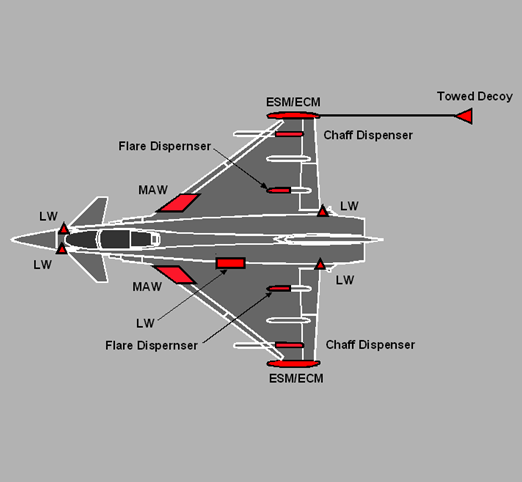 Towed Decoy
ESM/ECM
Chaff Dispenser
Flare Dispernser
MAW
LW
LW
LW
LW
MAW
LW
Flare Dispernser
Chaff Dispenser
ESM/ECM